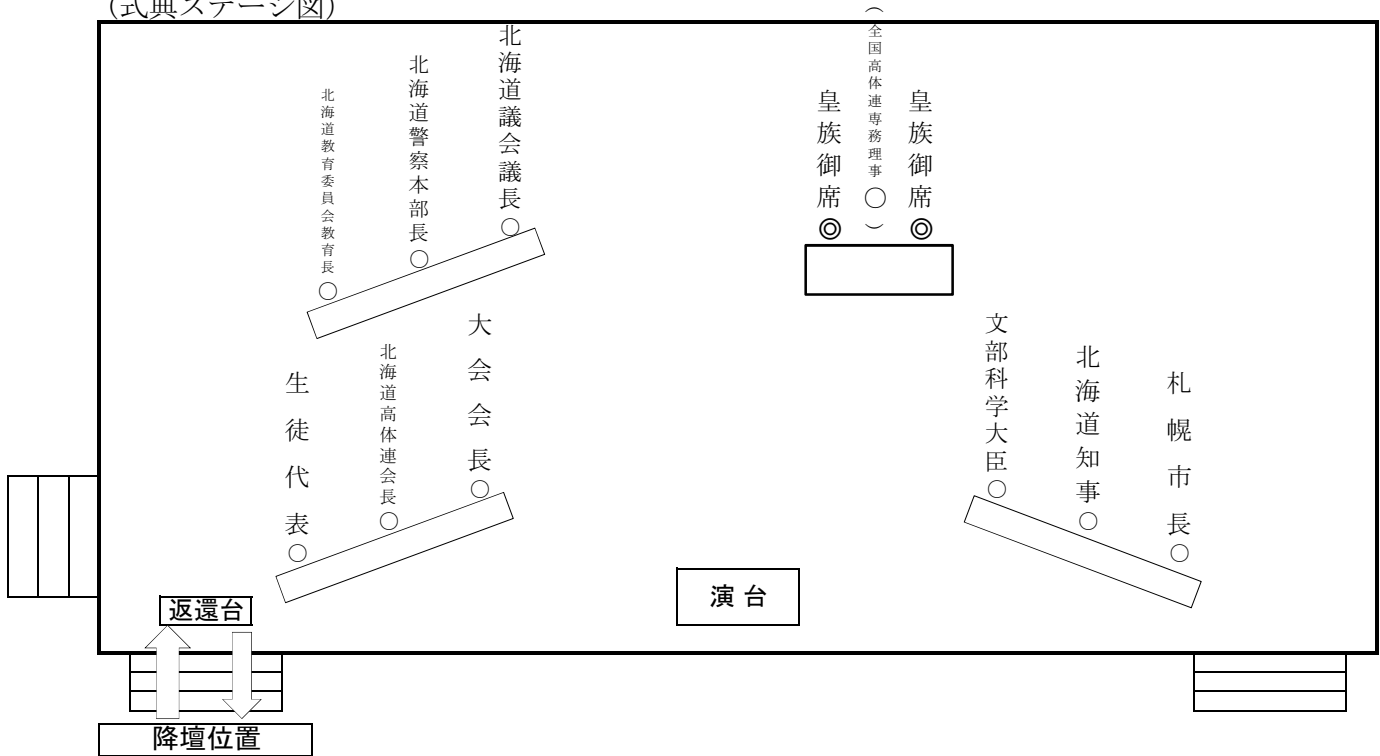 (式典ステージ図)
北海道教育委員会教育長○
北海道警察本部長○
北海道議会議長○
皇族御席◎
(全国高体連専務理事○)
皇族御席◎
生徒代表○
北海道高体連会長○
大会会長○
文部科学大臣○
北海道知事○
札幌市長○
返還台
演台
降壇位置